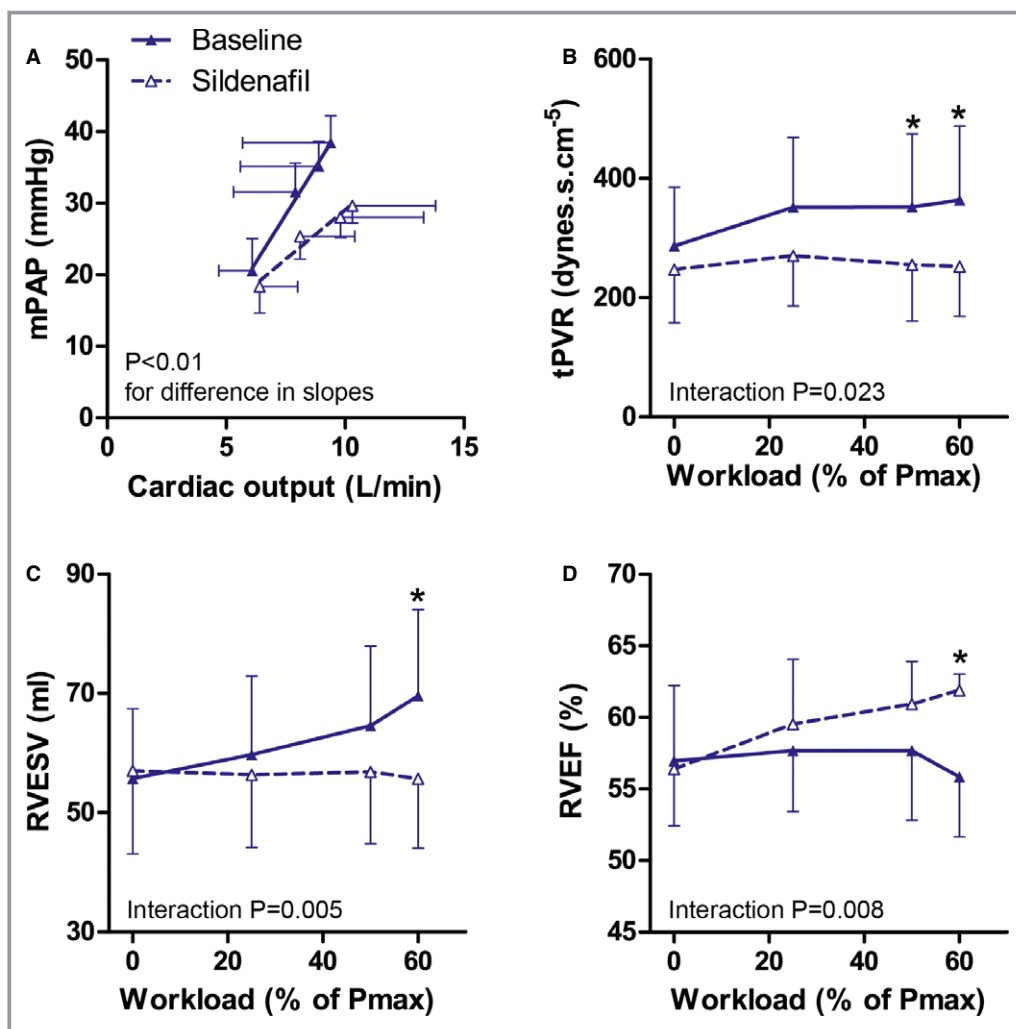 A
Baseline
Sildenafil
50
40
30
20
10
0
mPAP (mmHg)
P<0.01
for difference in slopes
0
5
10
15
Cardiac output (L/min)
B
600
400
200
0
tPVR (dynes.s.cm-5)
*
*
Interaction P=0.023
0
20
40
60
Workload (% of Pmax)
C
90
70
50
30
RVESV (ml)
*
Interaction P=0.005
0
20
40
60
Workload (% of Pmax)
D
70
65
60
55
50
45
RVEF (%)
*
Interaction P=0.008
0
20
40
60
Workload (% of Pmax)